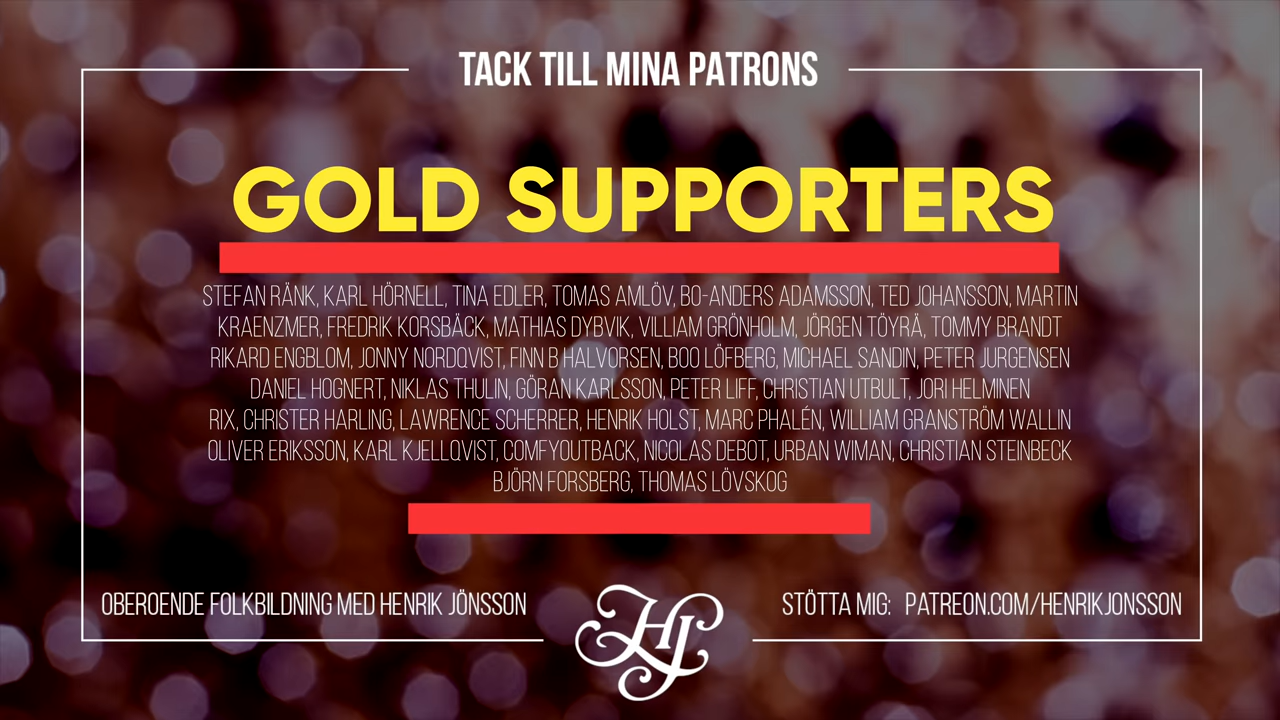 TACK TILL MINA PATRONS
GOLD SUPPORTERS
STEFAN RÄNK, KARL HÖRNELL, TINA EDLER, TOMAS AMLÖV, BO-ANDERS ADAMSSON, TED JOHANSSON, MARTIN
KRAENZMER, FREDRIK KORSBÄCK, MATHIAS DYBVIK, VILLIAM GRÖNHOLM, JÖRGEN TÖYRÄ, TOMMY BRANDT
RIKARD ENGBLOM, JONNY NORDQVIST, FINN B HALVORSEN, BOO LÖFBERG, MICHAEL SANDIN, PETER JURGENSEN
DANIEL HOGNERT, NIKLAS THULIN, GÖRAN KARLSSON, PETER LIFF, CHRISTIAN UTBULT, JORI HELMINEN
RIX, CHRISTER HARLING, LAWRENCE SCHERRER, HENRIK HOLST, MARC PHALÉN, WILLIAM GRANSTRÖM WALLIN
OLIVER ERIKSSON, KARL KJELLQVIST, COMFYOUTBACK, NICOLAS DEBOT, URBAN WIMAN, CHRISTIAN STEINBECK
BJÖRN FORSBERG, THOMAS LÖVSKOG
OBEROENDE FOLKBILDNING MED HENRIK JÖNSSON
HJ
STÖTTA MIG: PATREON.COM/HENRIKJONSSON